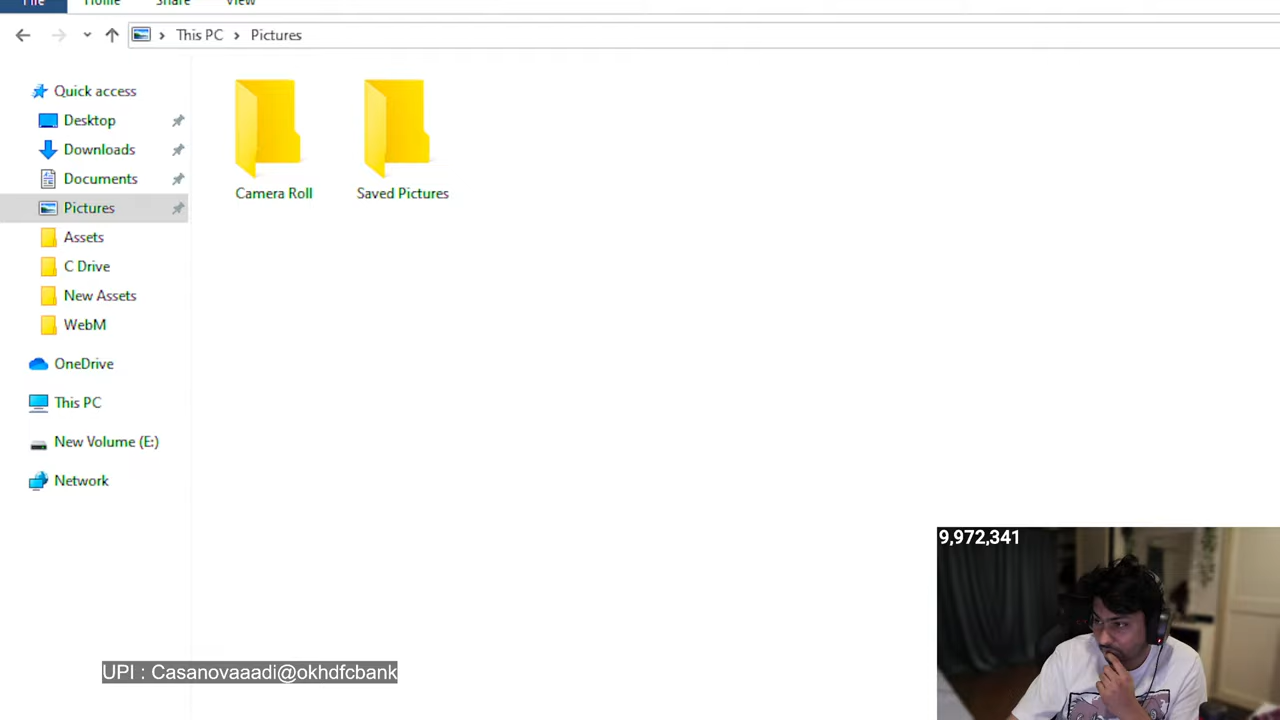 File Home Share View
This PC Pictures
Quick access
Desktop
Downloads
Documents
Pictures
Assets
C Drive
New Assets
WebM
OneDrive
This PC
New Volume (E:)
Network
Camera Roll Saved Pictures
9,972,341
UPI : Casanovaaadi@okhdfcbank